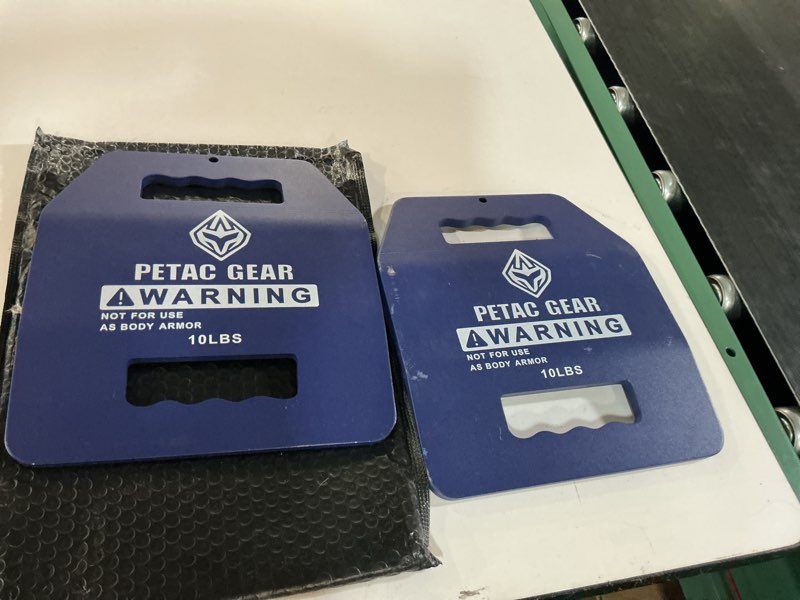 PETAC GEAR
WARNING
NOT FOR USE
AS BODY ARMOR
10LBS
PETAC GEAR
WARNING
NOT FOR USE
AS BODY ARMOR
10LBS